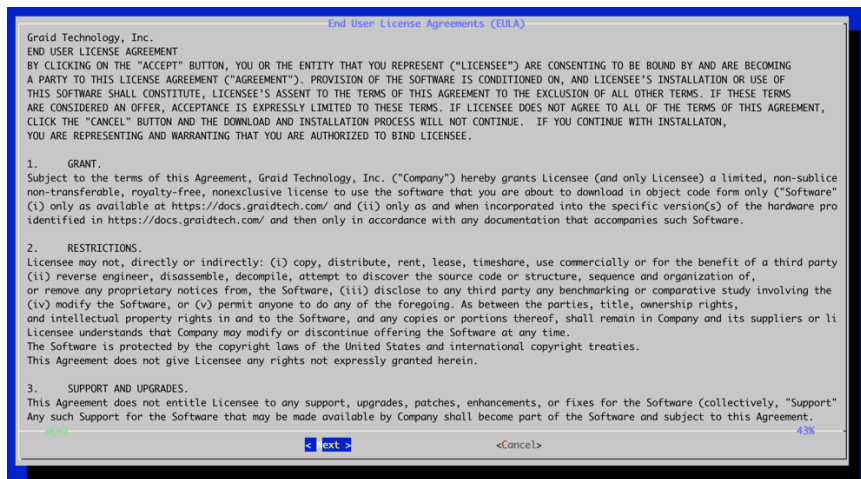 End User License Agreements (EULA)
Graid Technology, Inc.
END USER LICENSE AGREEMENT
BY CLICKING ON THE "ACCEPT" BUTTON, YOU OR THE ENTITY THAT YOU REPRESENT (“LICENSEE”) ARE CONSENTING TO BE BOUND BY AND ARE BECOMING
A PARTY TO THIS LICENSE AGREEMENT ("AGREEMENT"). PROVISION OF THE SOFTWARE IS CONDITIONED ON, AND LICENSEE'S INSTALLATION OR USE OF
THIS SOFTWARE SHALL CONSTITUTE, LICENSEE'S ASSENT TO THE TERMS OF THIS AGREEMENT TO THE EXCLUSION OF ALL OTHER TERMS. IF THESE TERMS
ARE CONSIDERED AN OFFER, ACCEPTANCE IS EXPRESSLY LIMITED TO THESE TERMS. IF LICENSEE DOES NOT AGREE TO ALL OF THE TERMS OF THIS AGREEMENT,
CLICK THE "CANCEL" BUTTON AND THE DOWNLOAD AND INSTALLATION PROCESS WILL NOT CONTINUE.  IF YOU CONTINUE WITH INSTALLATON,
YOU ARE REPRESENTING AND WARRANTING THAT YOU ARE AUTHORIZED TO BIND LICENSEE.
1.    GRANT.
Subject to the terms of this Agreement, Graid Technology, Inc. ("Company") hereby grants Licensee (and only Licensee) a limited, non-sublice
non-transferable, royalty-free, nonexclusive license to use the software that you are about to download in object code form only ("Software"
(i) only as available at https://docs.graidtech.com/ and (ii) only as and when incorporated into the specific version(s) of the hardware pro
identified in https://docs.graidtech.com/ and then only in accordance with any documentation that accompanies such Software.
2.    RESTRICTIONS.
Licensee may not, directly or indirectly: (i) copy, distribute, rent, lease, timeshare, use commercially or for the benefit of a third party
(ii) reverse engineer, disassemble, decompile, attempt to discover the source code or structure, sequence and organization of,
or remove any proprietary notices from, the Software, (iii) disclose to any third party any benchmarking or comparative study involving the
(iv) modify the Software, or (v) permit anyone to do any of the foregoing. As between the parties, title, ownership rights,
and intellectual property rights in and to the Software, and any copies or portions thereof, shall remain in Company and its suppliers or li
Licensee understands that Company may modify or discontinue offering the Software at any time.
The Software is protected by the copyright laws of the United States and international copyright treaties.
This Agreement does not give Licensee any rights not expressly granted herein.
3.    SUPPORT AND UPGRADES.
This Agreement does not entitle Licensee to any support, upgrades, patches, enhancements, or fixes for the Software (collectively, "Support"
Any such Support for the Software that may be made available by Company shall become part of the Software and subject to this Agreement.
43%
< Next > <Cancel>